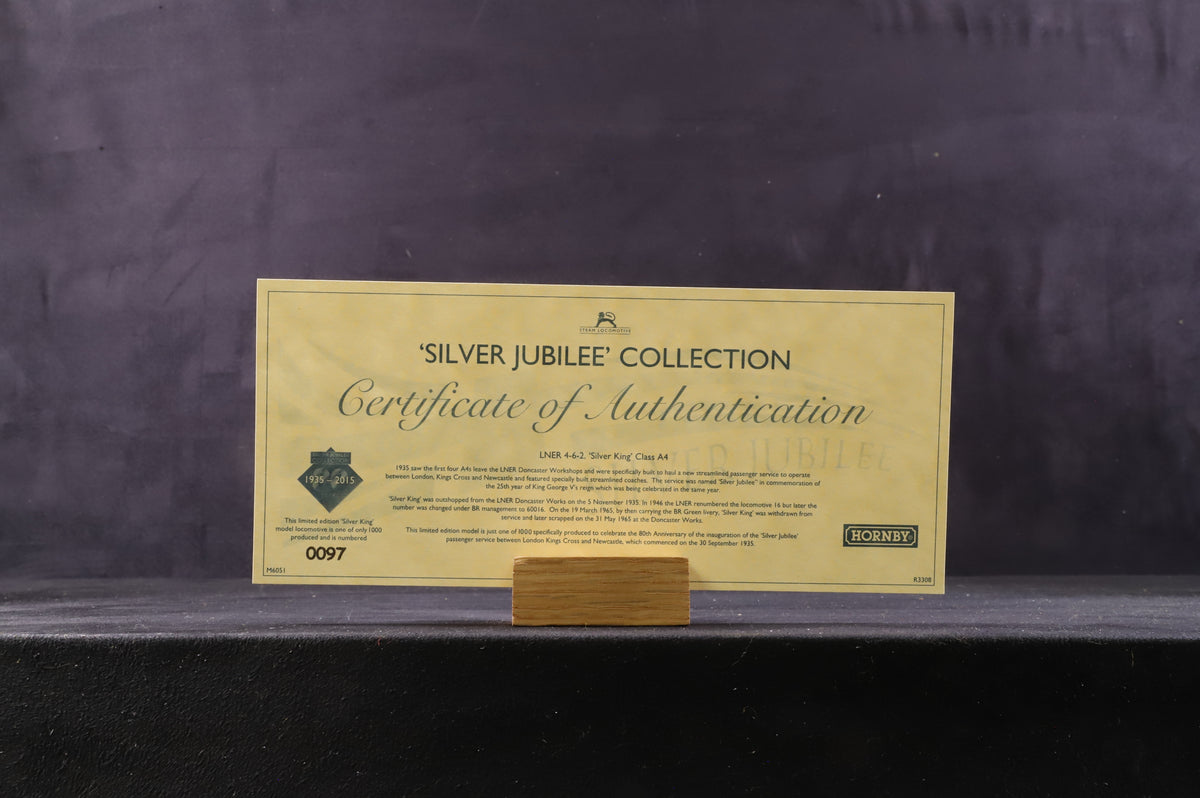 STEAM LOCOMOTIVE
'SILVER JUBILEE' COLLECTION
Certificate of Authentication
SILVER JUBILEE
LNER 4-6-2, 'Silver King' Class A4
1935 saw the first four A4s leave the LNER Doncaster Workshops and were specifically built to haul a new streamlined passenger service to operate
between London, Kings Cross and Newcastle and featured specially built streamlined coaches. The service was named 'Silver Jubilee" in commemoration of
the 25th year of King George V's reign which was being celebrated in the same year.
'Silver King' was outshopped from the LNER Doncaster Works on the 5 November 1935. In 1946 the LNER renumbered the locomotive 16 but later the
number was changed under BR management to 60016. On the 19 March 1965, by then carrying the BR Green livery, 'Silver King' was withdrawn from
service and later scrapped on the 31 May 1965 at the Doncaster Works.
This limited edition model is just one of 1000 specifically produced to celebrate the 80th Anniversary of the inauguration of the 'Silver Jubilee'
passenger service between London Kings Cross and Newcastle, which commenced on the 30 September 1935.
1935 – 2015
This limited edition 'Silver King'
model locomotive is one of only 1000
produced and is numbered
0097
M6051
HORNBY
R3308